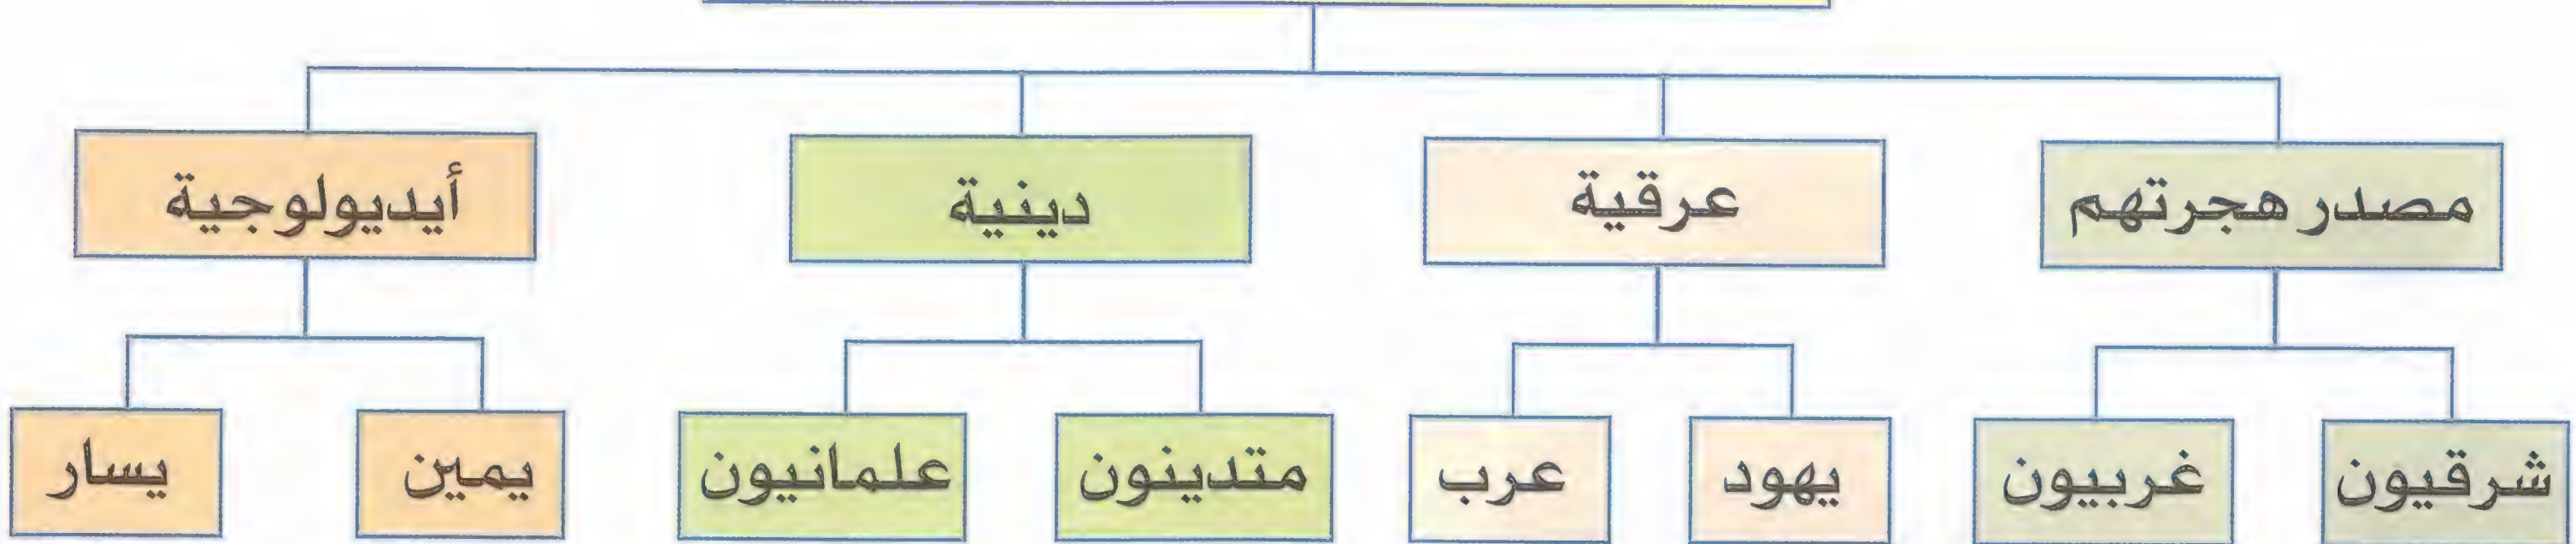 مصدر هجرتهم
عرقية
دينية
أيديولوجية
شرقيون
غربيون
يهود
عرب
متدينون
علمانيون
يمين
يسار